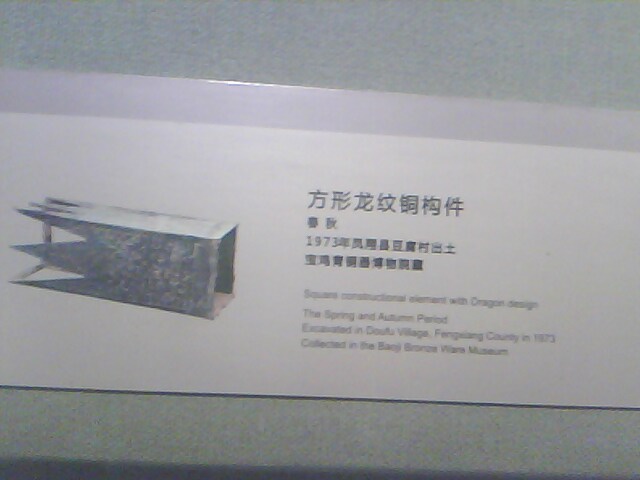 方形龙纹铜构件
春 秋
1973年凤翔县豆腐村出土
宝鸡青铜器博物院藏
Square constructional element with Dragon design
The Spring and Autumn Period
Excavated in Doufu Village, Fengxiang County in 1973
Collected in the Baoji Bronze Ware Museum